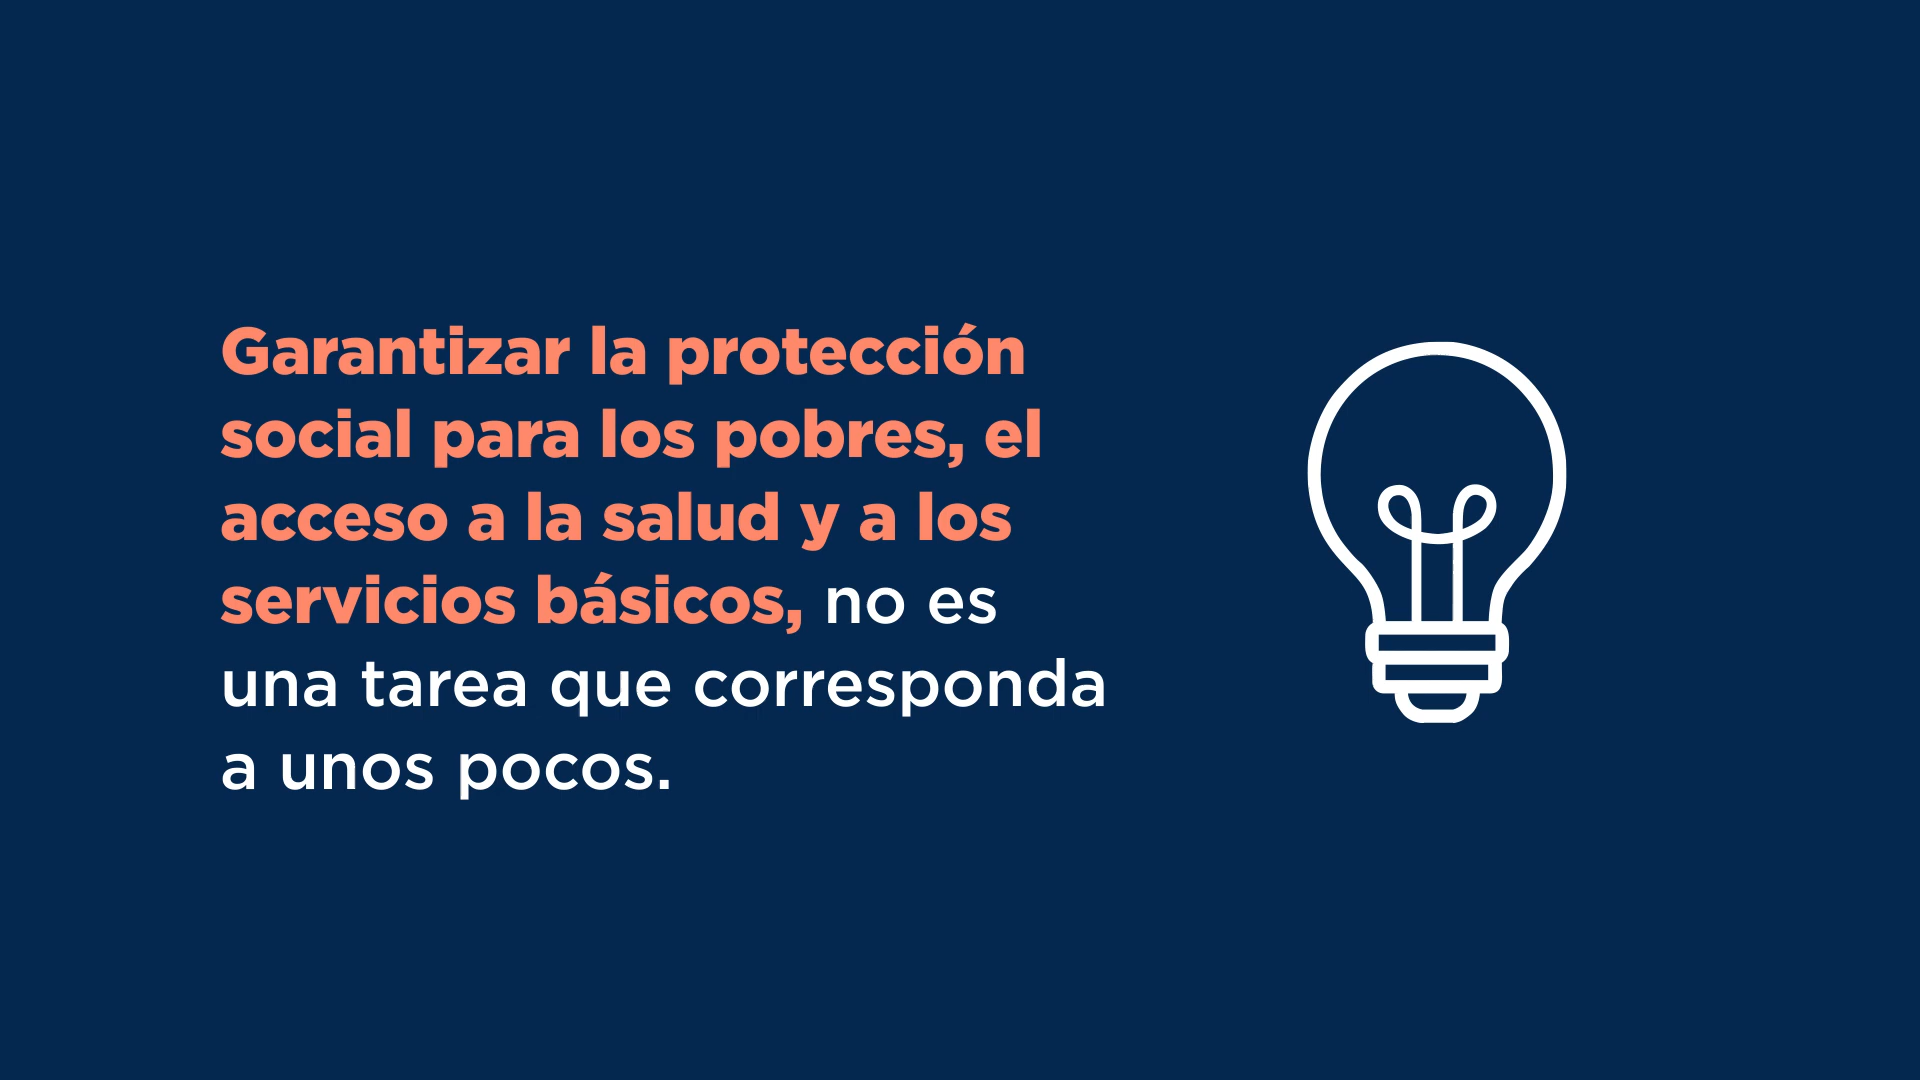 Garantizar la protección
social para los pobres, el
acceso a la salud y a los
servicios básicos, no es
una tarea que corresponda
a unos pocos.